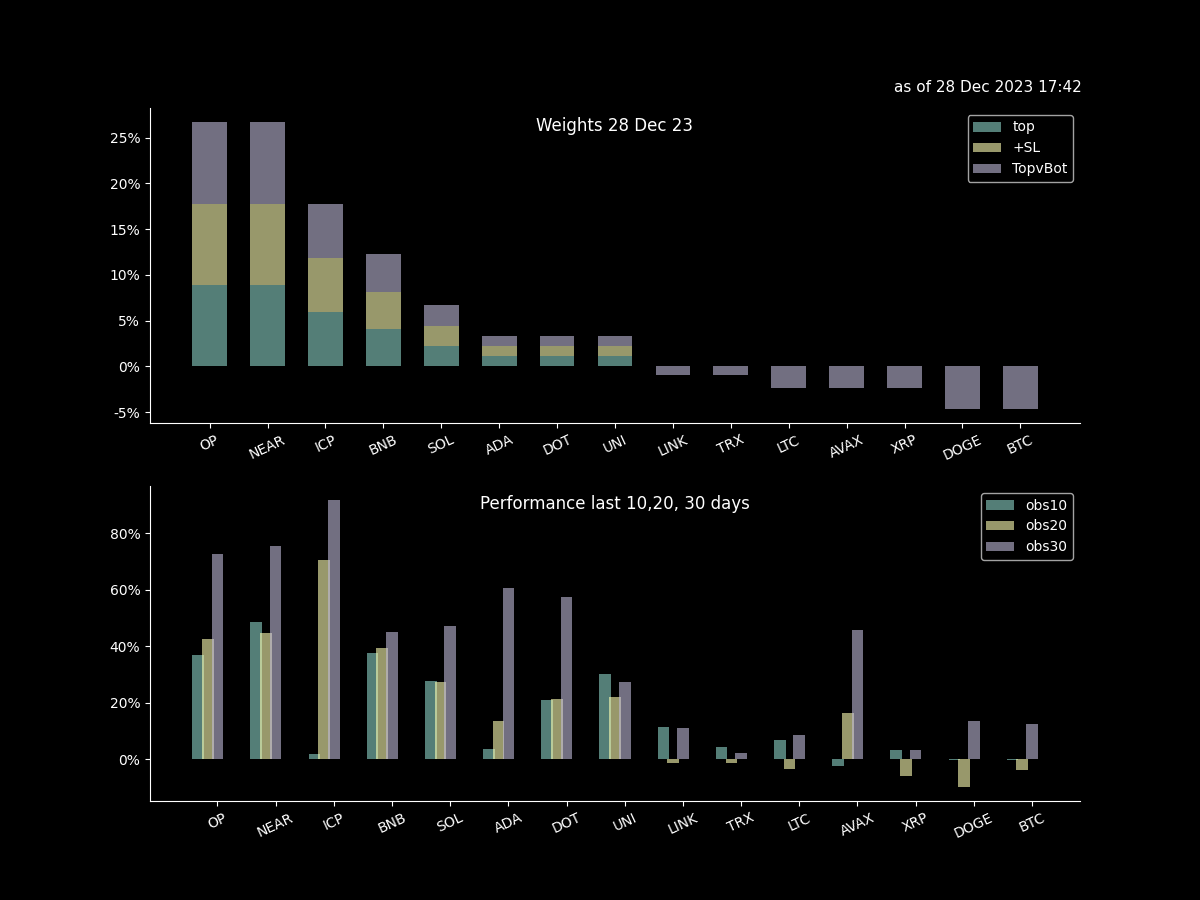 as of 28 Dec 2023 17:42
Weights 28 Dec 23
top
+SL
TopvBot
25%
20%
15%
10%
5%
0%
-5%
OP NEAR ICP BNB SOL ADA DOT UNI LINK TRX LTC AVAX XRP DOGE BTC
Performance last 10,20, 30 days
obs10
obs20
obs30
80%
60%
40%
20%
0%
OP NEAR ICP BNB SOL ADA DOT UNI LINK TRX LTC AVAX XRP DOGE BTC